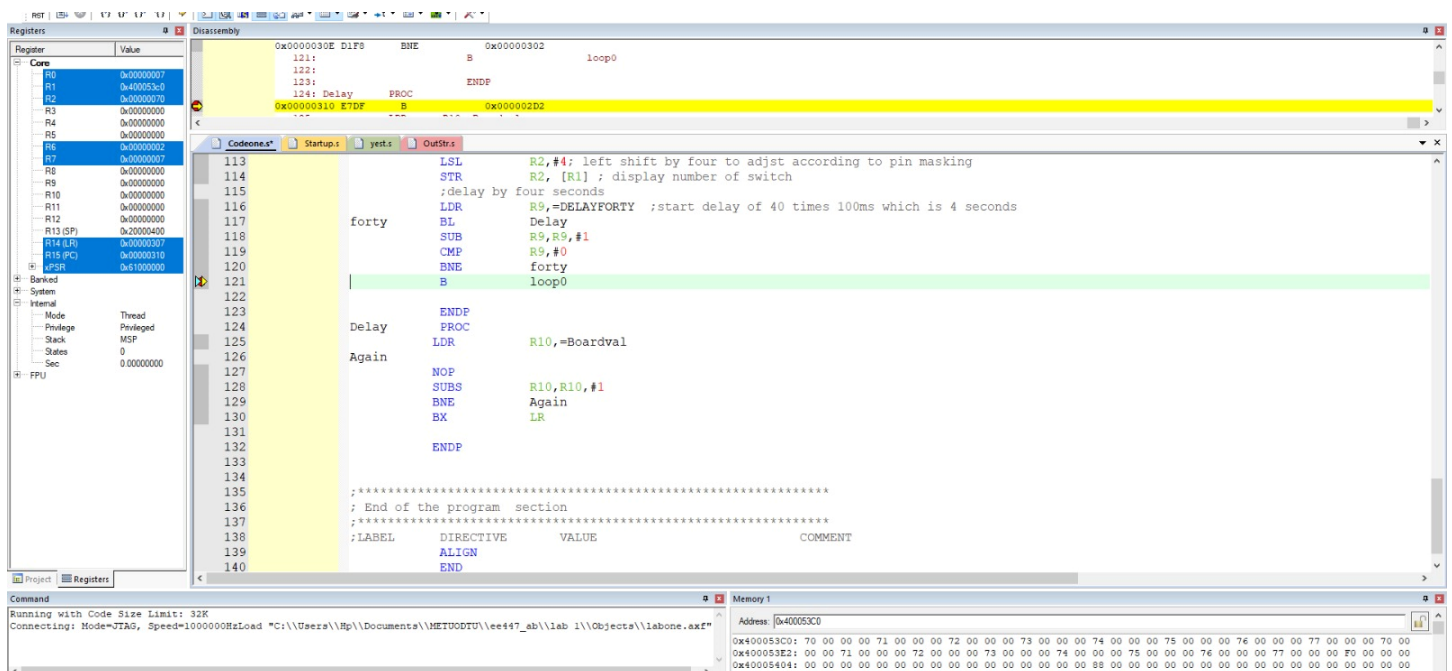 RST
Registers
Register Value
Core
R0 0x00000007
R1 0x400053c0
R2 0x00000070
R3 0x00000000
R4 0x00000000
R5 0x00000000
R6 0x00000002
R7 0x00000007
R8 0x00000000
R9 0x00000000
R10 0x00000000
R11 0x00000000
R12 0x00000000
R13 (SP) 0x20000400
R14 (LR) 0x00000307
R15 (PC) 0x00000310
xPSR 0x61000000
Banked
System
Internal
Mode Thread
Privilege Privileged
Stack MSP
States 0
Sec 0.00000000
FPU
Project Registers
Disassembly
0x0000030E D1F8 BNE 0x00000302
121: B loop0
122:
123: ENDP
124: Delay PROC
0x00000310 E7DF B 0x000002D2
Codeone.s* Startup.s yest.s OutStr.s
113 LSL R2,#4; left shift by four to adjst according to pin masking
114 STR R2, [R1] ; display number of switch
115 ;delay by four seconds
116 LDR R9,=DELAYFORTY ;start delay of 40 times 100ms which is 4 seconds
117 forty BL Delay
118 SUB R9,R9,#1
119 CMP R9,#0
120 BNE forty
121 B loop0
122
123 ENDP
124 Delay PROC
125 LDR R10,=Boardval
126 Again
127 NOP
128 SUBS R10,R10,#1
129 BNE Again
130 BX LR
131
132 ENDP
133
134
135 ;***************************************************************
136 ; End of the program section
137 ;***************************************************************
138 ;LABEL DIRECTIVE VALUE COMMENT
139 ALIGN
140 END
Command
Running with Code Size Limit: 32K
Connecting: Mode=JTAG, Speed=1000000HzLoad "C:\\Users\\Hp\\Documents\\METUODTU\\ee447_ab\\lab 1\\Objects\\labone.axf"
Memory 1
Address: 0x400053C0
0x400053C0: 70 00 00 00 71 00 00 00 72 00 00 00 73 00 00 00 74 00 00 00 75 00 00 00 76 00 00 00 77 00 00 00 70 00
0x400053E2: 00 00 71 00 00 00 72 00 00 00 73 00 00 00 74 00 00 00 75 00 00 00 76 00 00 00 77 00 00 00 F0 00 00 00
0x40005404: 00 00 00 00 00 00 00 00 00 00 00 00 00 00 00 00 00 00 00 00 88 00 00 00 00 00 00 00 00 00 00 00 00 00